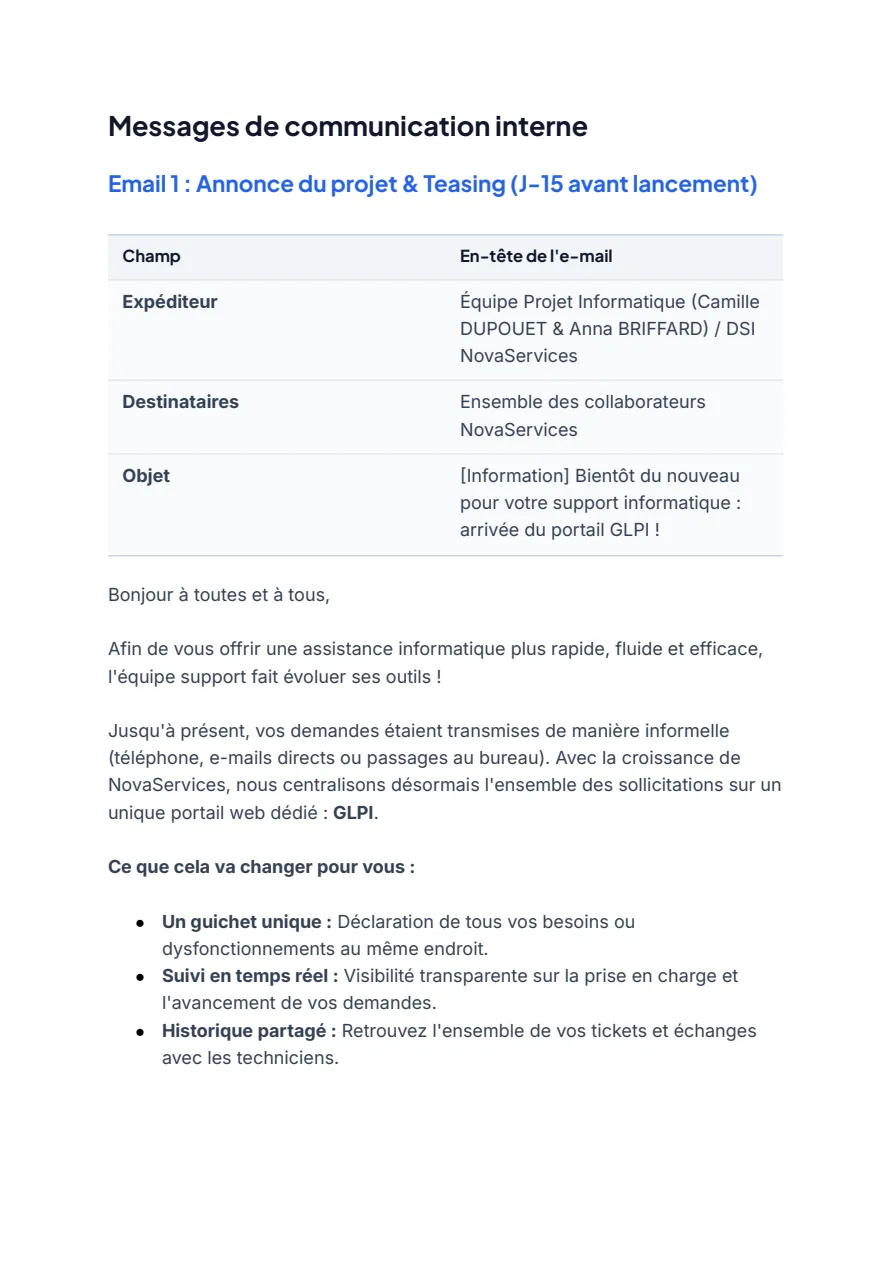 Messages de communication interne
Email 1 : Annonce du projet & Teasing (J-15 avant lancement)
Champ
En-tête de l'e-mail
Expéditeur
Équipe Projet Informatique (Camille
DUPOUET & Anna BRIFFARD) / DSI
NovaServices
Destinataires
Ensemble des collaborateurs
NovaServices
Objet
[Information] Bientôt du nouveau
pour votre support informatique :
arrivée du portail GLPI !
Bonjour à toutes et à tous,
Afin de vous offrir une assistance informatique plus rapide, fluide et efficace,
l'équipe support fait évoluer ses outils !
Jusqu'à présent, vos demandes étaient transmises de manière informelle
(téléphone, e-mails directs ou passages au bureau). Avec la croissance de
NovaServices, nous centralisons désormais l'ensemble des sollicitations sur un
unique portail web dédié : GLPI.
Ce que cela va changer pour vous :
• Un guichet unique : Déclaration de tous vos besoins ou
dysfonctionnements au même endroit.
• Suivi en temps réel : Visibilité transparente sur la prise en charge et
l'avancement de vos demandes.
• Historique partagé : Retrouvez l'ensemble de vos tickets et échanges
avec les techniciens.